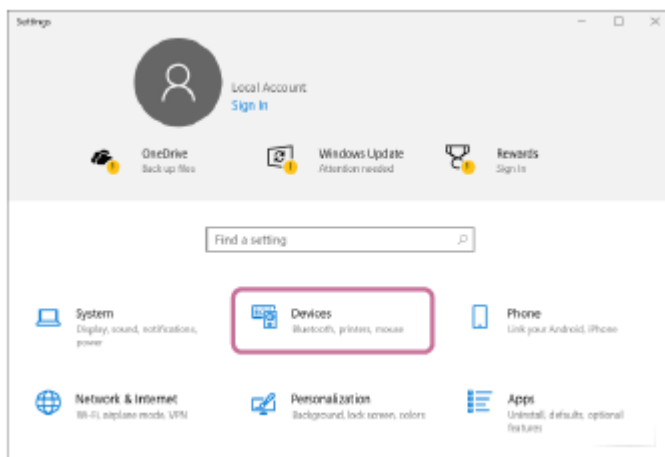 Settings
Local Account
Sign In
OneDrive
Back up files
Windows Update
Attention needed
Rewards
Sign In
Find a setting
System
Display, sound, notifications,
power
Devices
Bluetooth, printers, mouse
Phone
Link your Android, iPhone
Network & Internet
Wi-Fi, airplane mode, VPN
Personalization
Background, lock screen, colors
Apps
Uninstall, defaults, optional
features